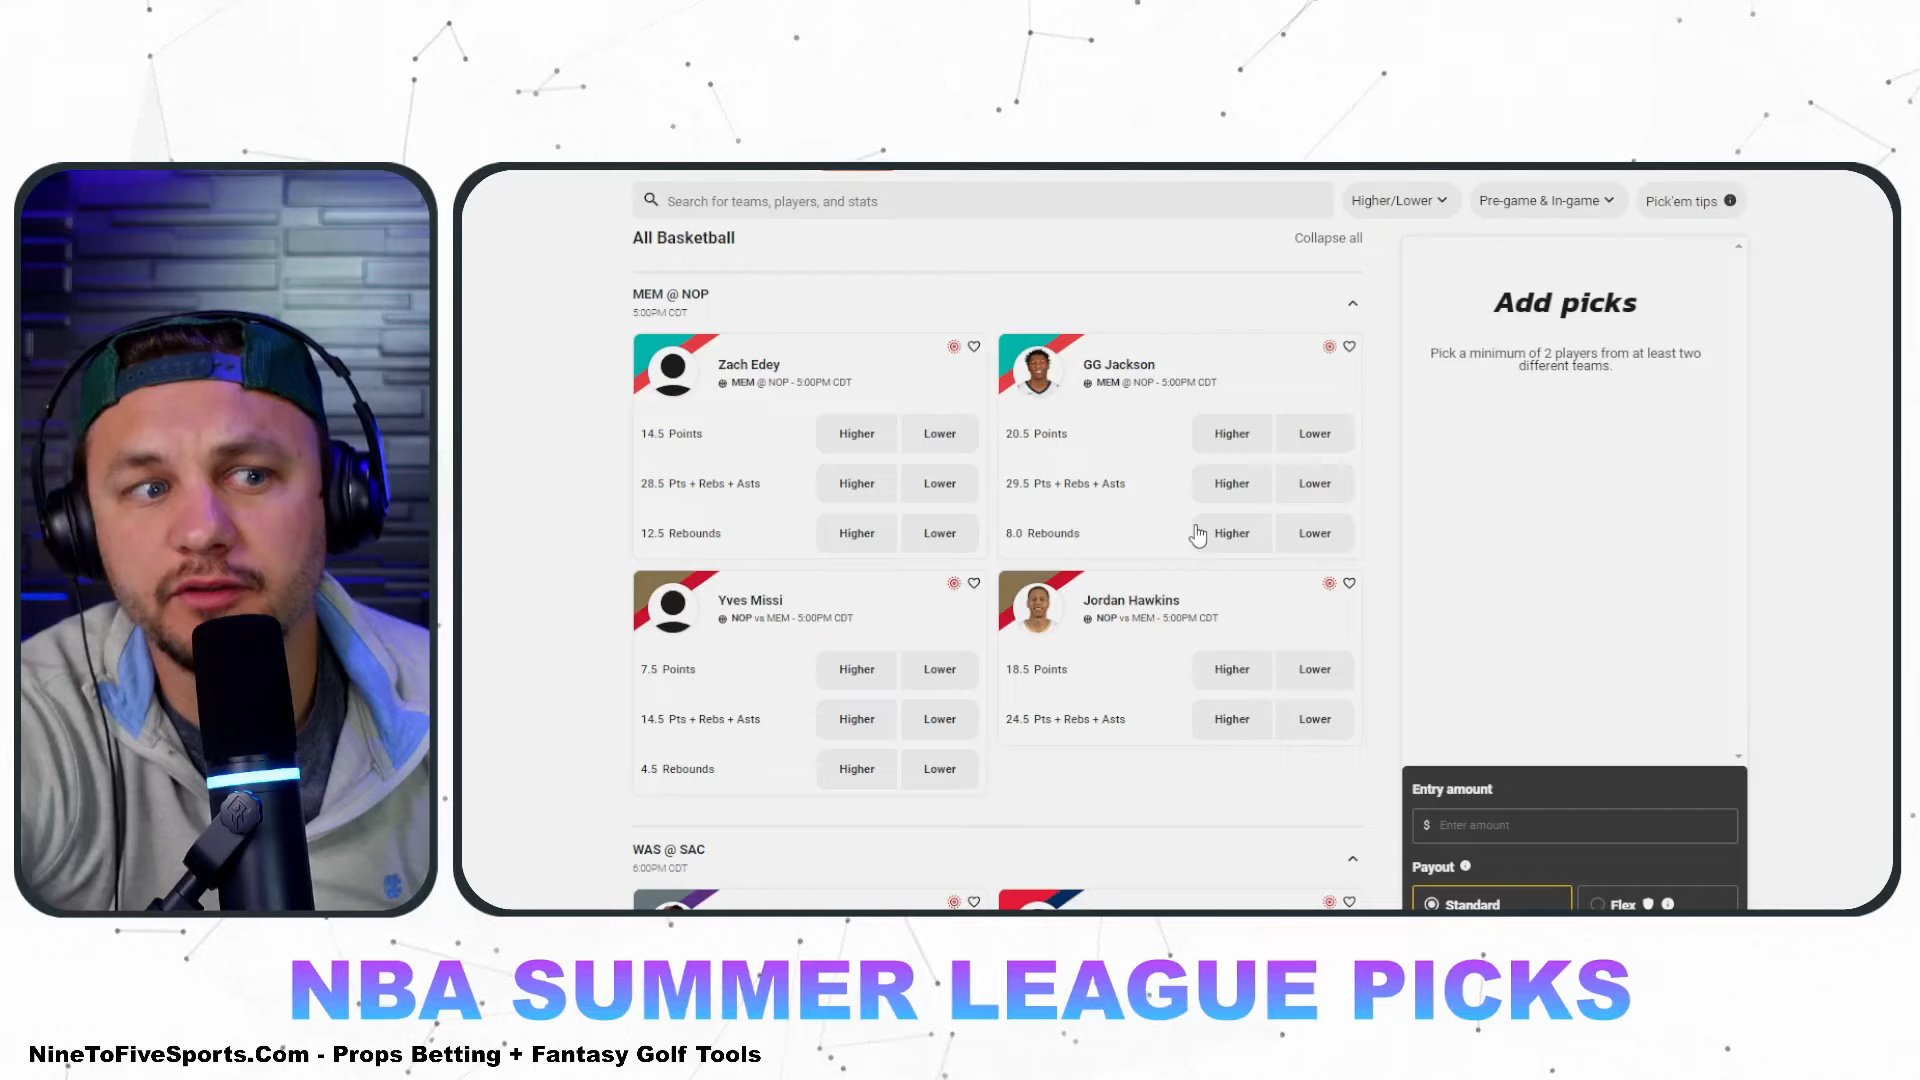 Search for teams, players, and stats
Higher/Lower
Pre-game & In-game
Pick'em tips
All Basketball
Collapse all
MEM @ NOP
5:00PM CDT
Zach Edey
MEM @ NOP - 5:00PM CDT
14.5 Points Higher Lower
28.5 Pts + Rebs + Asts Higher Lower
12.5 Rebounds Higher Lower
GG Jackson
MEM @ NOP - 5:00PM CDT
20.5 Points Higher Lower
29.5 Pts + Rebs + Asts Higher Lower
8.0 Rebounds Higher Lower
Yves Missi
NOP vs MEM - 5:00PM CDT
7.5 Points Higher Lower
14.5 Pts + Rebs + Asts Higher Lower
4.5 Rebounds Higher Lower
Jordan Hawkins
NOP vs MEM - 5:00PM CDT
18.5 Points Higher Lower
24.5 Pts + Rebs + Asts Higher Lower
WAS @ SAC
6:00PM CDT
Add picks
Pick a minimum of 2 players from at least two
different teams.
Entry amount
$ Enter amount
Payout
Standard
Flex
NBA SUMMER LEAGUE PICKS
NineToFiveSports.Com - Props Betting + Fantasy Golf Tools